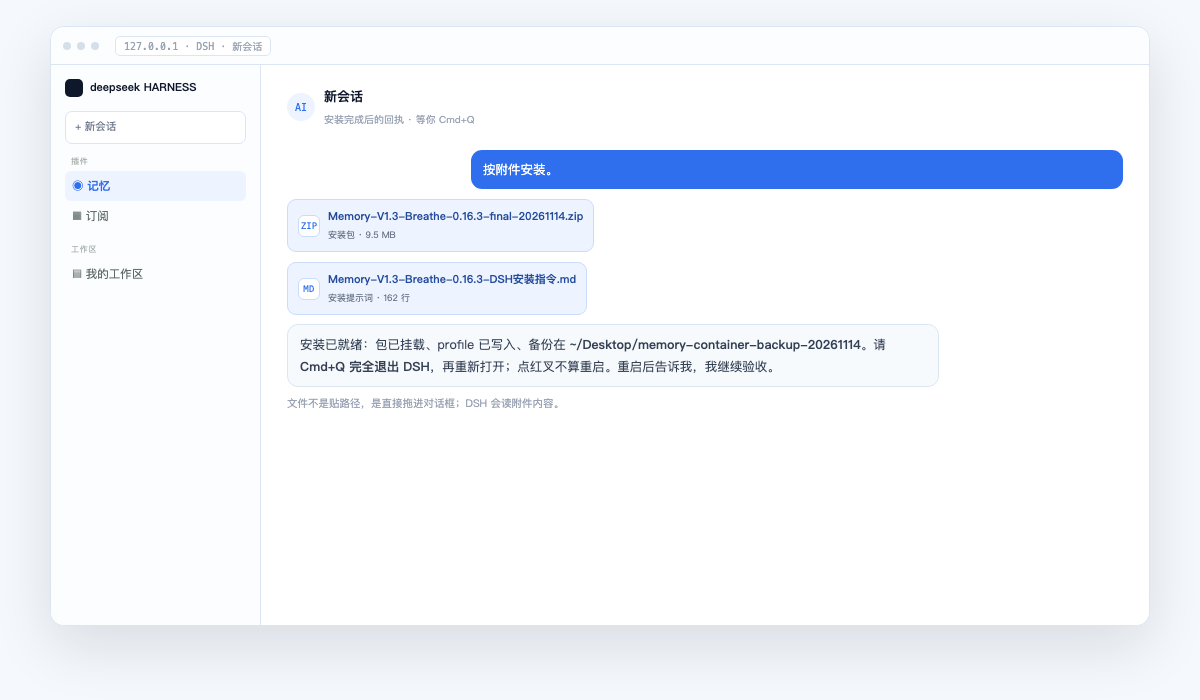 127.0.0.1 · DSH · 新会话
deepseek HARNESS
+ 新会话
插件
◉ 记忆
▦ 订阅
工作区
▤ 我的工作区
AI
新会话
安装完成后的回执 · 等你 Cmd+Q
按附件安装。
ZIP
Memory-V1.3-Breathe-0.16.3-final-20261114.zip
安装包 · 9.5 MB
MD
Memory-V1.3-Breathe-0.16.3-DSH安装指令.md
安装提示词 · 162 行
安装已就绪：包已挂载、profile 已写入、备份在 ~/Desktop/memory-container-backup-20261114。请
Cmd+Q 完全退出 DSH，再重新打开；点红叉不算重启。重启后告诉我，我继续验收。
文件不是贴路径，是直接拖进对话框；DSH 会读附件内容。